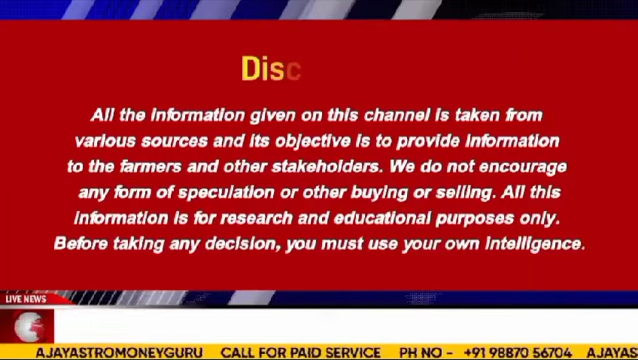 Disc
All the information given on this channel is taken from
various sources and its objective is to provide information
to the farmers and other stakeholders. We do not encourage
any form of speculation or other buying or selling. All this
information is for research and educational purposes only.
Before taking any decision, you must use your own intelligence.
LIVE NEWS
AJAYASTROMONEYGURU CALL FOR PAID SERVICE PH NO - +91 98870 56704 AJAYAS